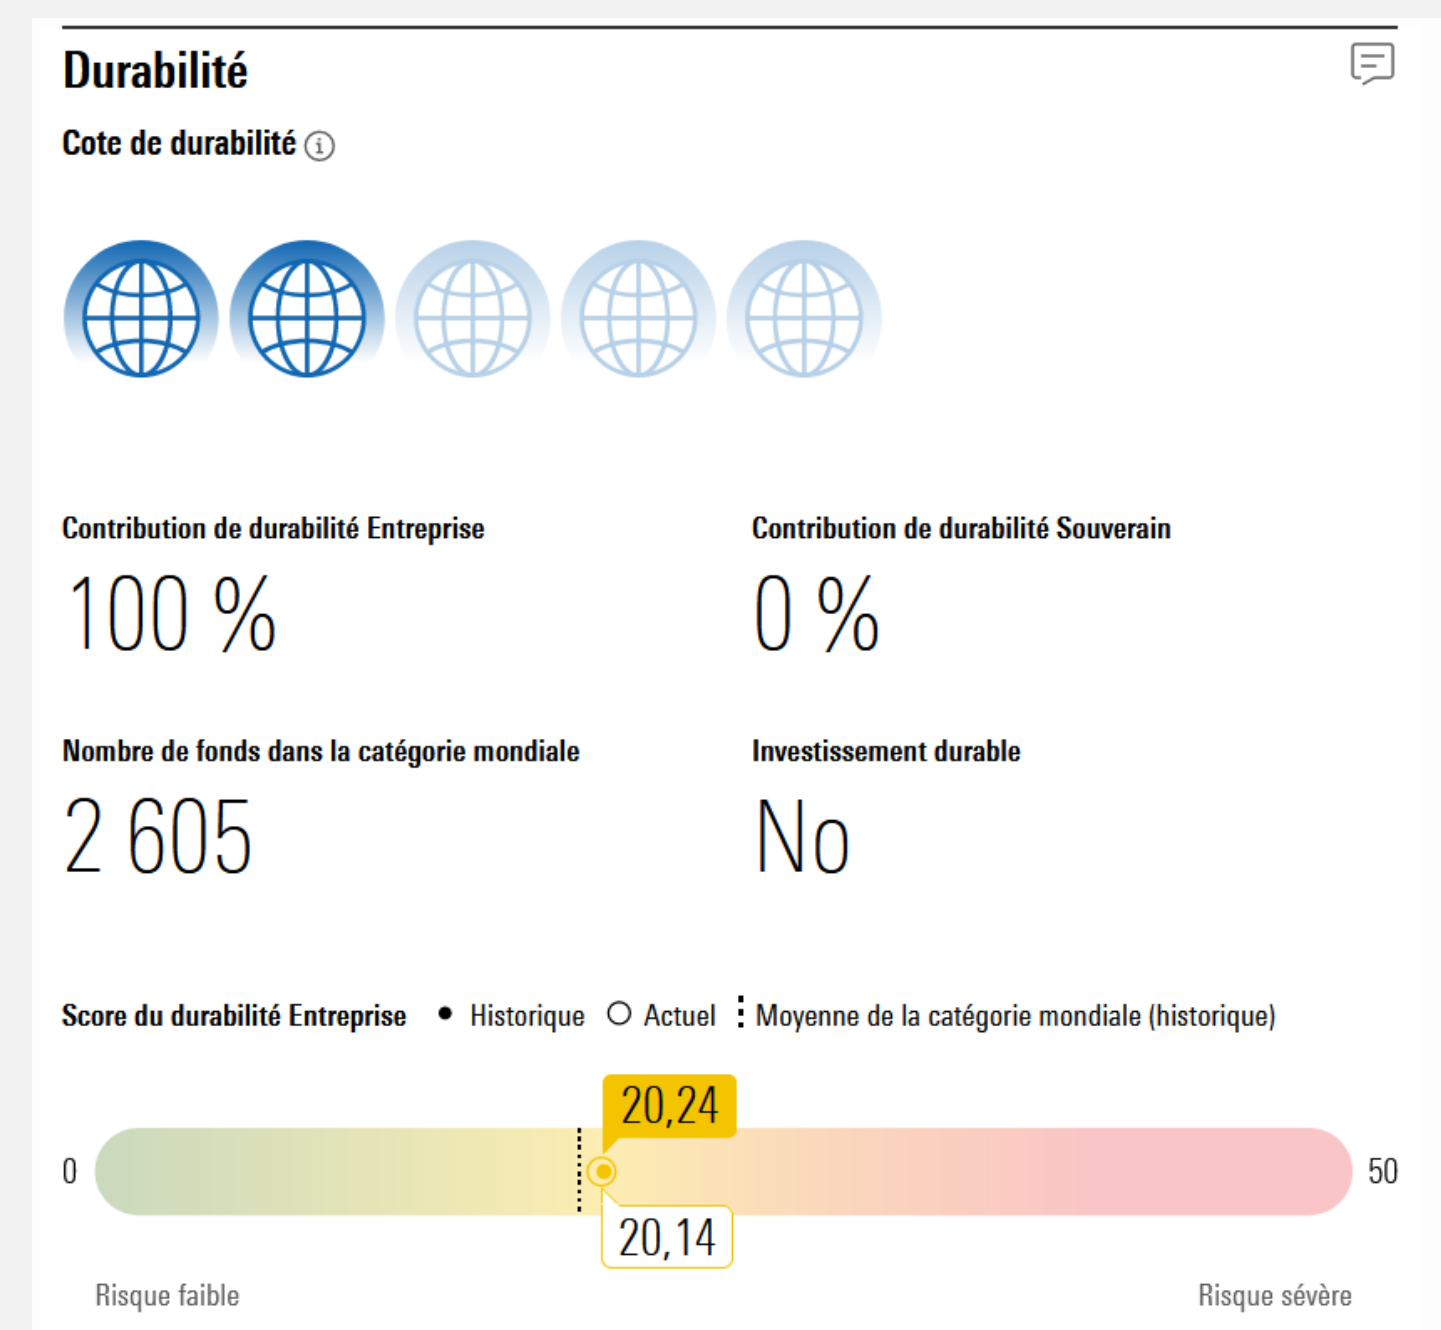 Durabilité
Cote de durabilité
Contribution de durabilité Entreprise
100 %
Contribution de durabilité Souverain
0 %
Nombre de fonds dans la catégorie mondiale
2 605
Investissement durable
No
Score du durabilité Entreprise Historique Actuel Moyenne de la catégorie mondiale (historique)
20,24
0
50
20,14
Risque faible
Risque sévère